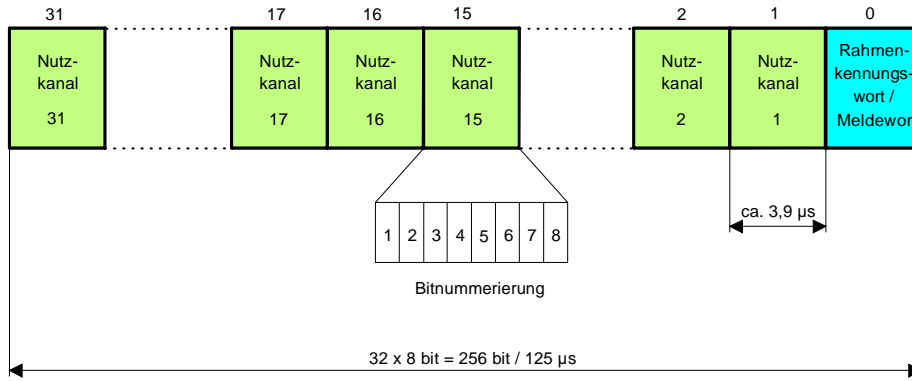 31
17
16
15
2
1
0
Nutz-
kanal
31
Nutz-
kanal
17
Nutz-
kanal
16
Nutz-
kanal
15
Nutz-
kanal
2
Nutz-
kanal
1
Rahmen-
kennungs-
wort /
Meldewor
1 2 3 4 5 6 7 8
Bitnummerierung
ca. 3,9 µs
32 x 8 bit = 256 bit / 125 µs